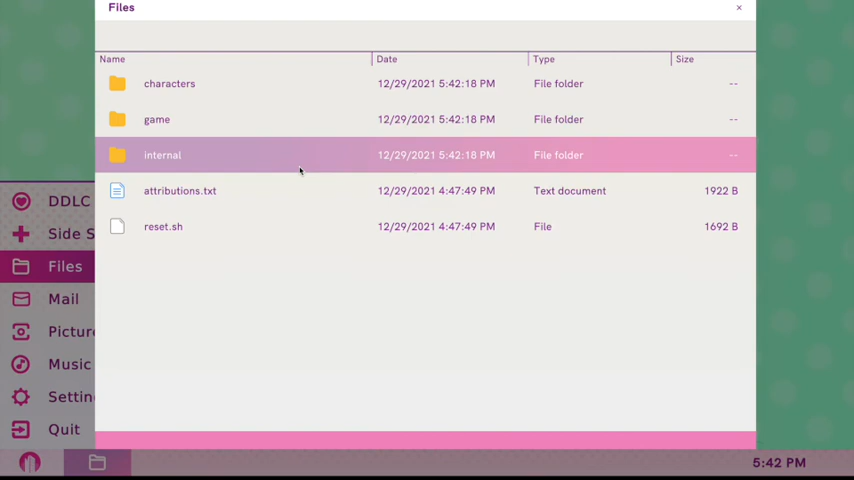 Files ×
Name Date Type Size
characters 12/29/2021 5:42:18 PM File folder --
game 12/29/2021 5:42:18 PM File folder --
internal 12/29/2021 5:42:18 PM File folder --
attributions.txt 12/29/2021 4:47:49 PM Text document 1922 B
reset.sh 12/29/2021 4:47:49 PM File 1692 B
DDLC
Side S
Files
Mail
Picture
Music
Settin
Quit
5:42 PM